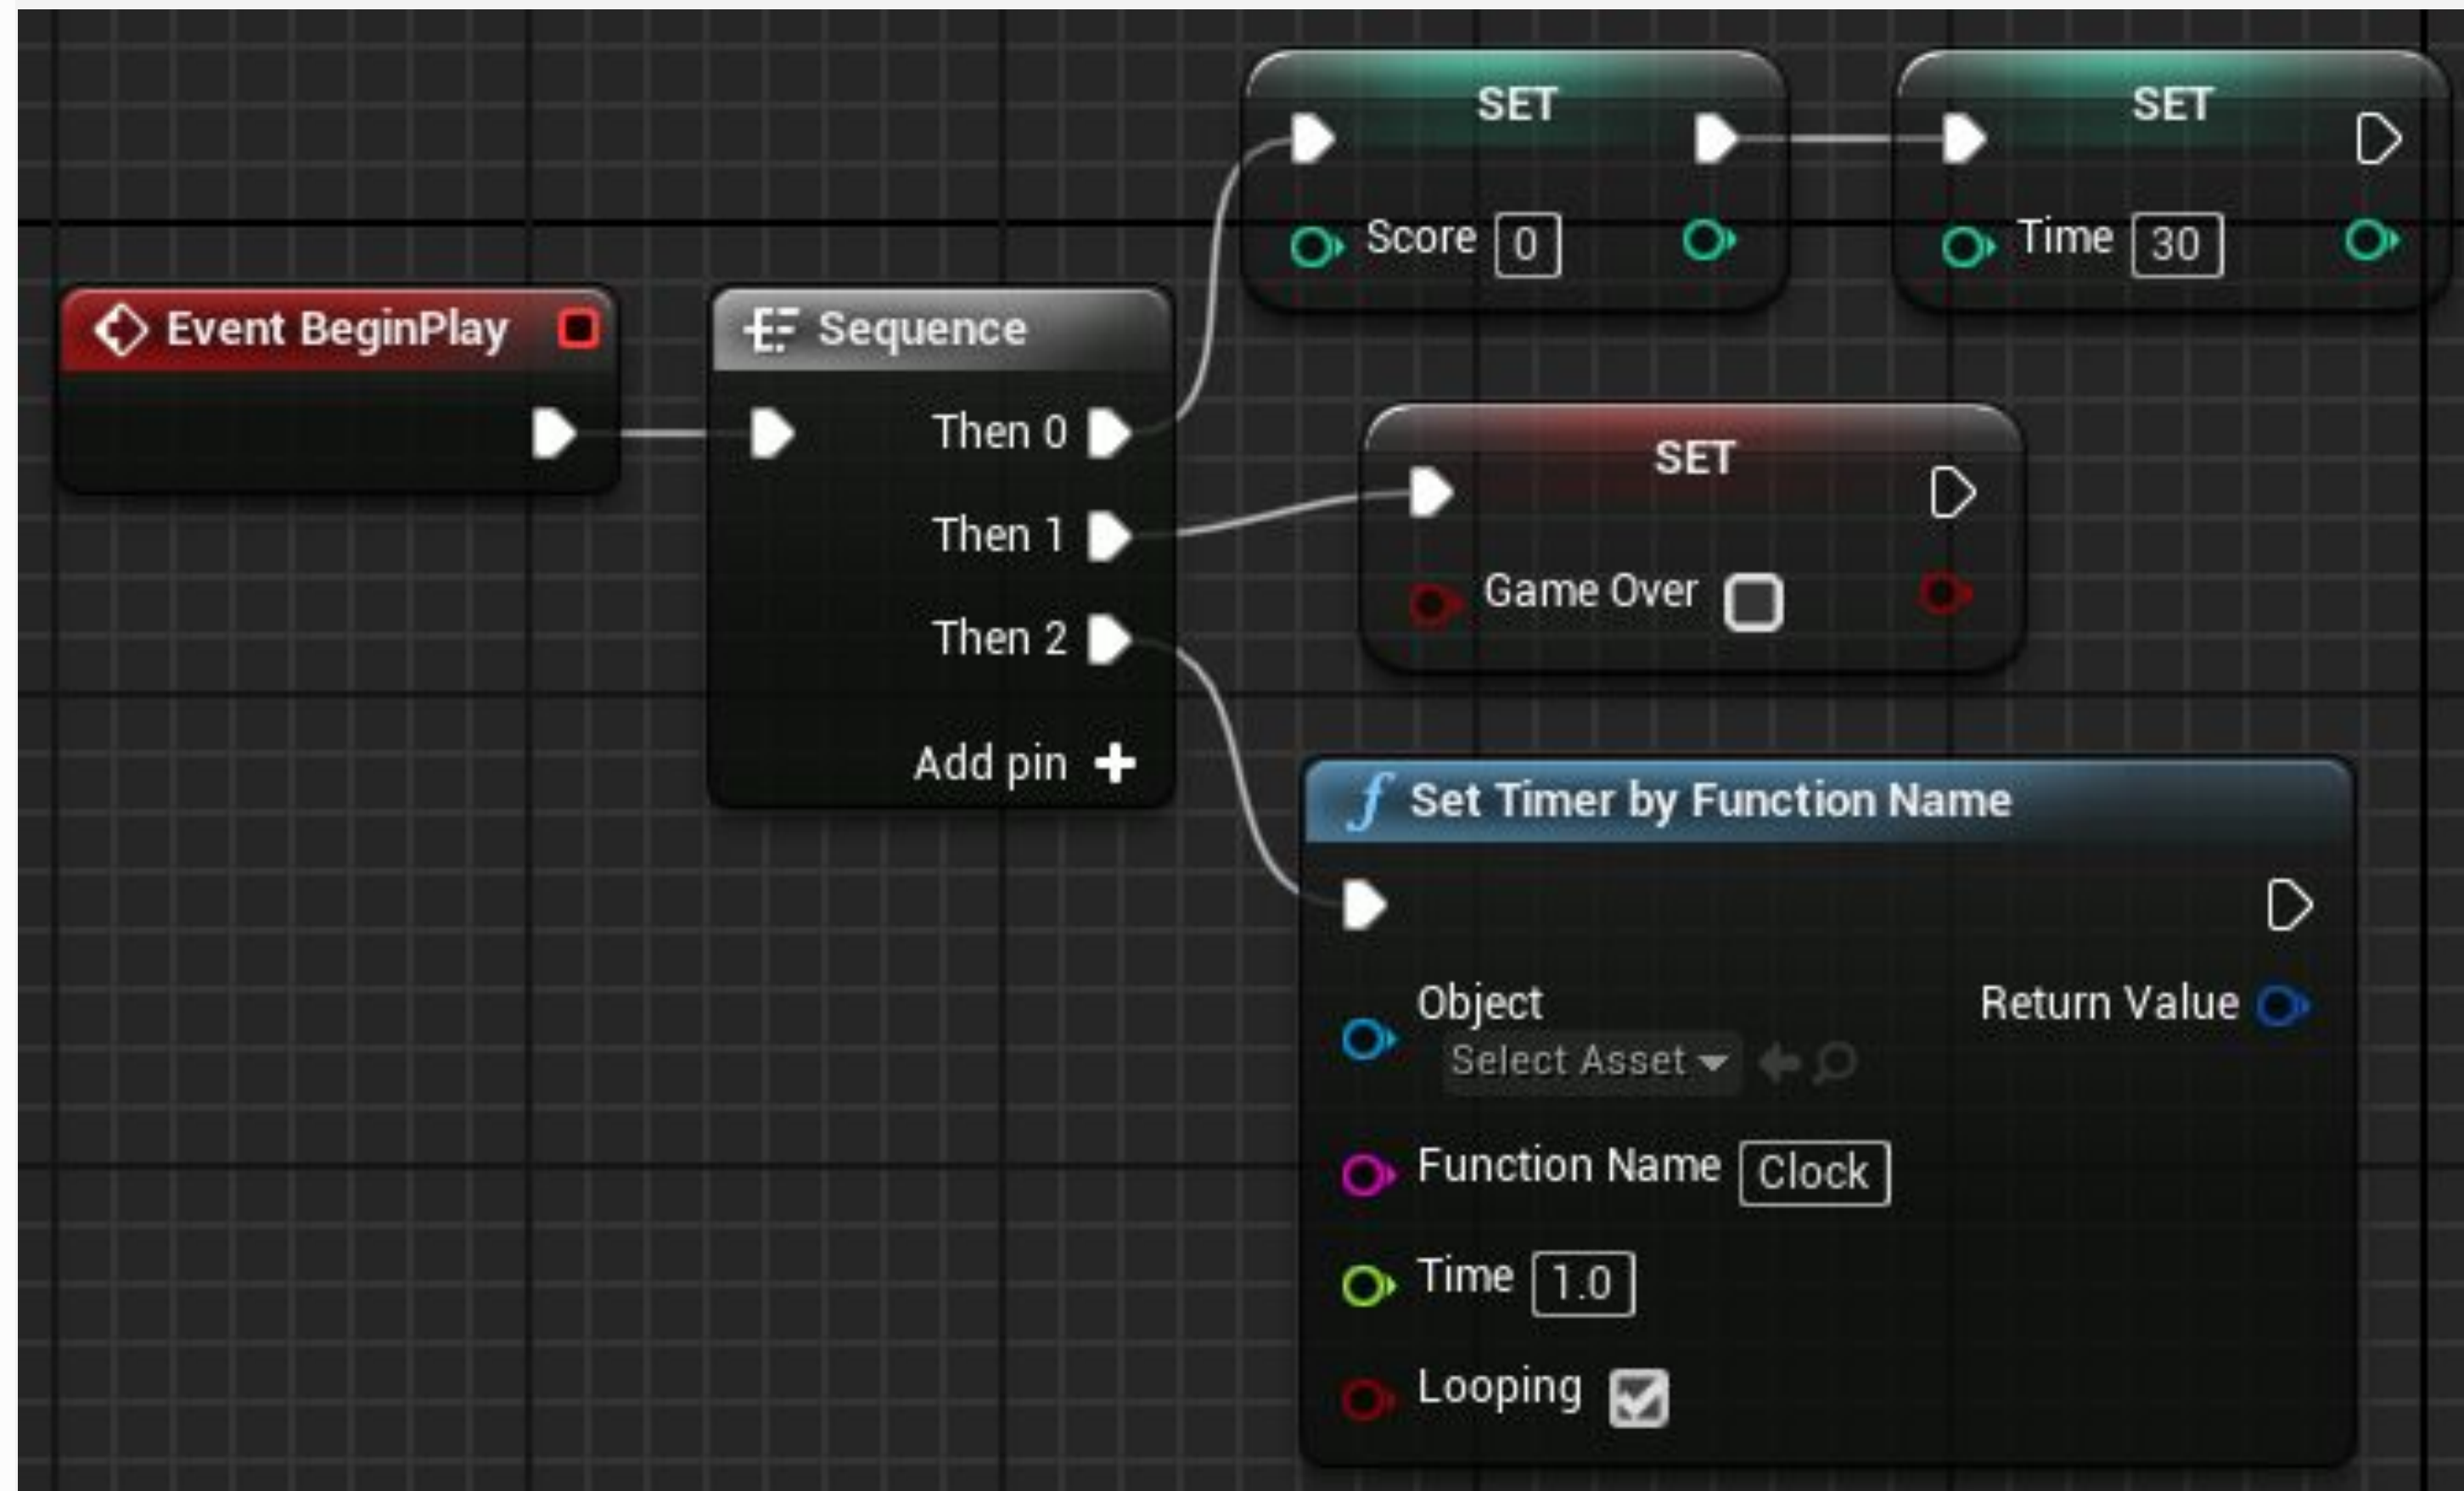 SET
SET
Score 0
Time 30
Event BeginPlay
Sequence
Then 0
Then 1
Then 2
Add pin
SET
Game Over
Set Timer by Function Name
Object
Return Value
Select Asset
Function Name Clock
Time 1.0
Looping